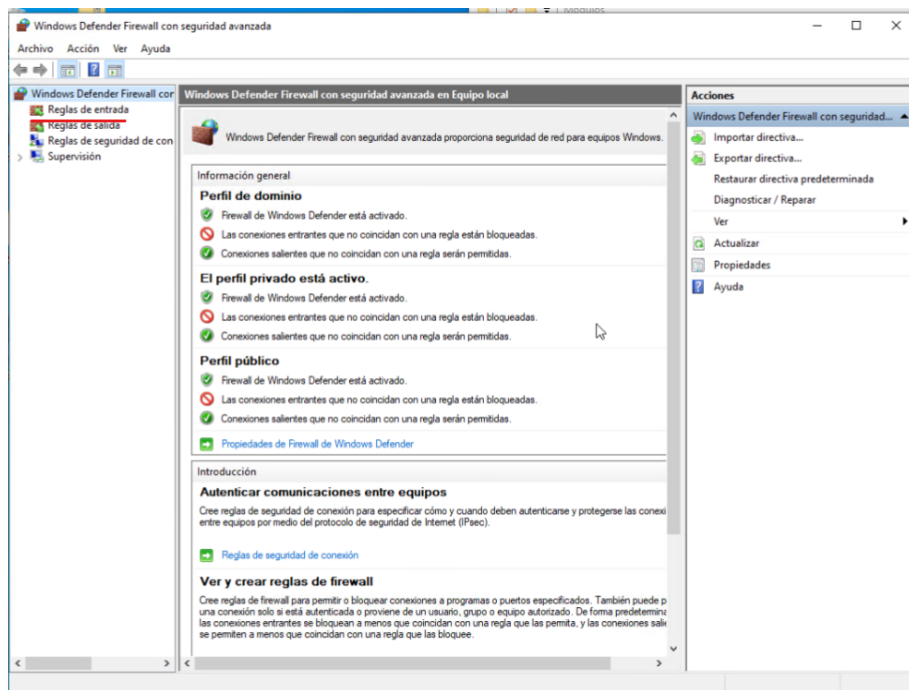 Módulos
Windows Defender Firewall con seguridad avanzada
Archivo Acción Ver Ayuda
Windows Defender Firewall cor
Reglas de entrada
Reglas de salida
Reglas de seguridad de con
Supervisión
Windows Defender Firewall con seguridad avanzada en Equipo local
Windows Defender Firewall con seguridad avanzada proporciona seguridad de red para equipos Windows.
Información general
Perfil de dominio
Firewall de Windows Defender está activado.
Las conexiones entrantes que no coincidan con una regla están bloqueadas.
Conexiones salientes que no coincidan con una regla serán permitidas.
El perfil privado está activo.
Firewall de Windows Defender está activado.
Las conexiones entrantes que no coincidan con una regla están bloqueadas.
Conexiones salientes que no coincidan con una regla serán permitidas.
Perfil público
Firewall de Windows Defender está activado.
Las conexiones entrantes que no coincidan con una regla están bloqueadas.
Conexiones salientes que no coincidan con una regla serán permitidas.
Propiedades de Firewall de Windows Defender
Introducción
Autenticar comunicaciones entre equipos
Cree reglas de seguridad de conexión para especificar cómo y cuando deben autenticarse y protegerse las conexi
entre equipos por medio del protocolo de seguridad de Internet (IPsec).
Reglas de seguridad de conexión
Ver y crear reglas de firewall
Cree reglas de firewall para permitir o bloquear conexiones a programas o puertos especificados. También puede p
una conexión solo si está autenticada o proviene de un usuario, grupo o equipo autorizado. De forma predetermina
las conexiones entrantes se bloquean a menos que coincidan con una regla que las permita, y las conexiones salie
se permiten a menos que coincidan con una regla que las bloquee.
Acciones
Windows Defender Firewall con seguridad...
Importar directiva...
Exportar directiva...
Restaurar directiva predeterminada
Diagnosticar / Reparar
Ver
Actualizar
Propiedades
Ayuda